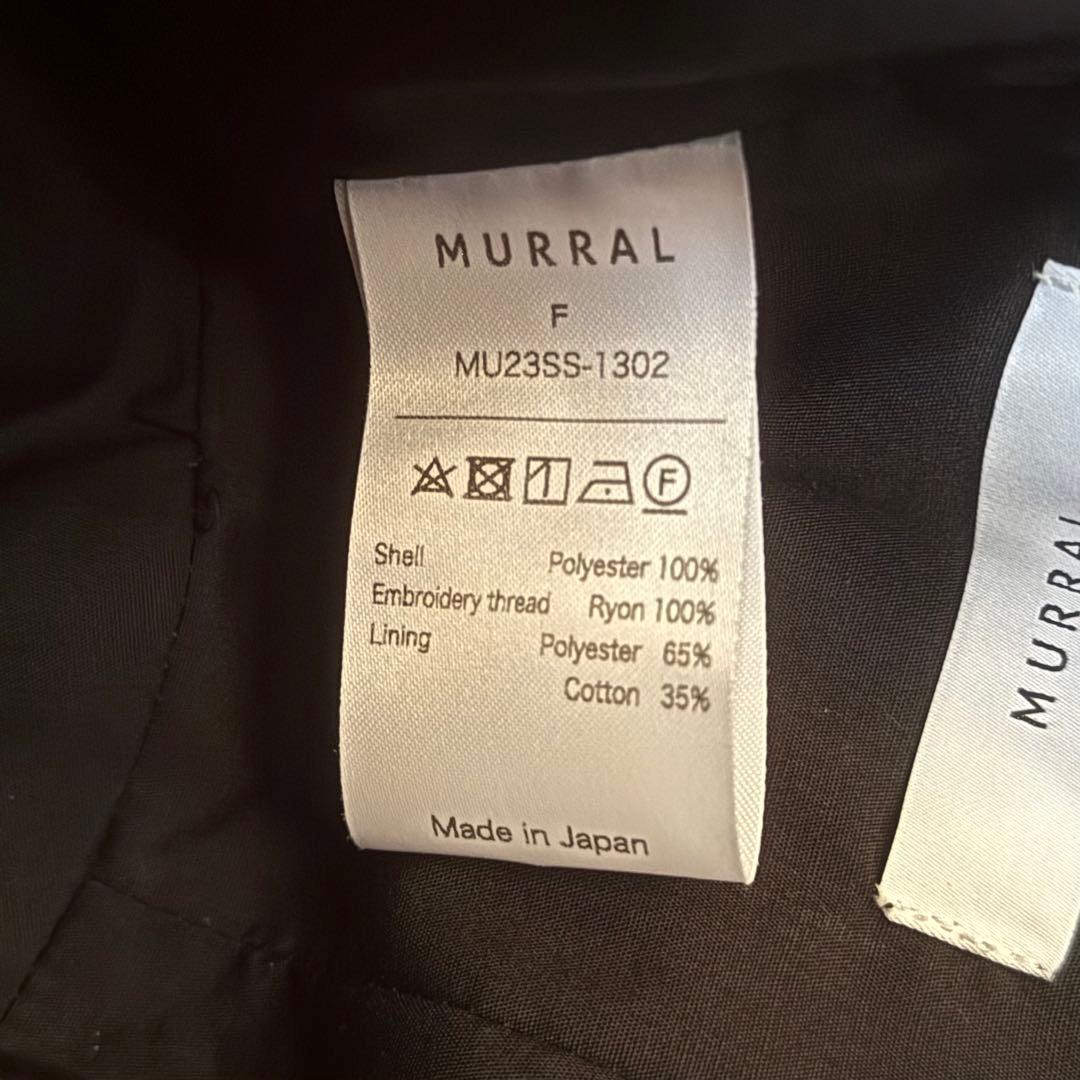 MURRAL
F
MU23SS-1302
F
Shell Polyester 100%
Embroidery thread Ryon 100%
Lining Polyester 65%
Cotton 35%
Made in Japan
MURRAL